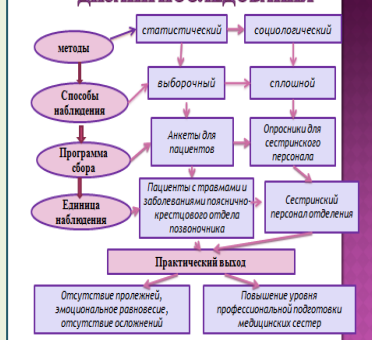 методы
статистический
социологический
Способы
наблюдения
выборочный
сплошной
Программа
сбора
Анкеты для
пациентов
Опросники для
сестринского
персонала
Единица
наблюдения
Пациенты с травмами и
заболеваниями пояснично-
крестцового отдела
позвоночника
Сестринский
персонал отделения
Практический выход
Отсутствие пролежней,
эмоциональное равновесие,
отсутствие осложнений
Повышение уровня
профессиональной подготовки
медицинских сестер